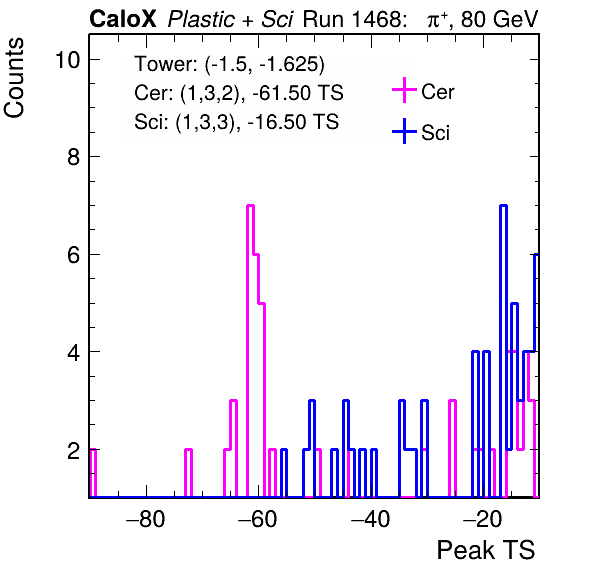 CaloX Plastic + Sci Run 1468: π⁺, 80 GeV
Counts
Tower: (-1.5, -1.625)
Cer: (1,3,2), -61.50 TS
Sci: (1,3,3), -16.50 TS
Cer
Sci
10
8
6
4
2
−80 −60 −40 −20
Peak TS